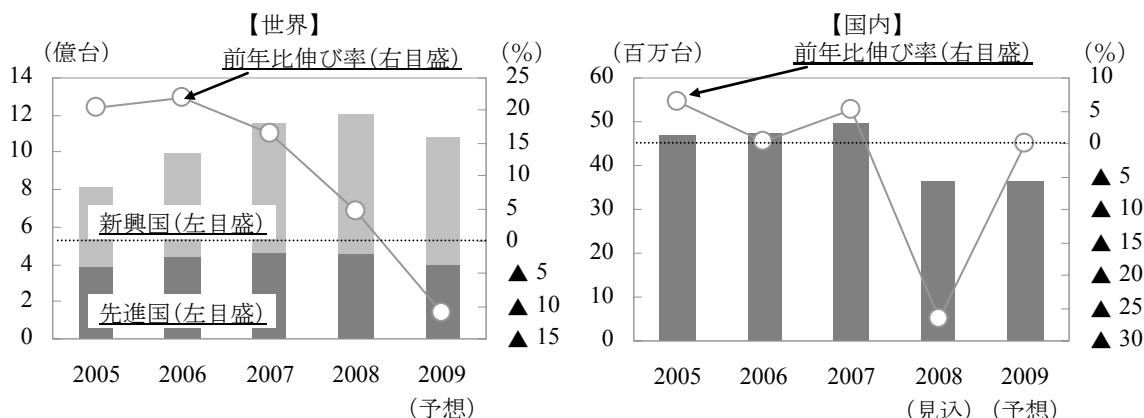 【世界】
(億台)
前年比伸び率(右目盛)
(%)
14
12
10
8
6
4
2
0
新興国(左目盛)
先進国(左目盛)
25
20
15
10
5
0
▲ 5
▲ 10
▲ 15
2005 2006 2007 2008 2009
(予想)
【国内】
(百万台)
前年比伸び率(右目盛)
(%)
60
50
40
30
20
10
0
10
5
0
▲ 5
▲ 10
▲ 15
▲ 20
▲ 25
▲ 30
2005 2006 2007 2008 2009
(見込) (予想)